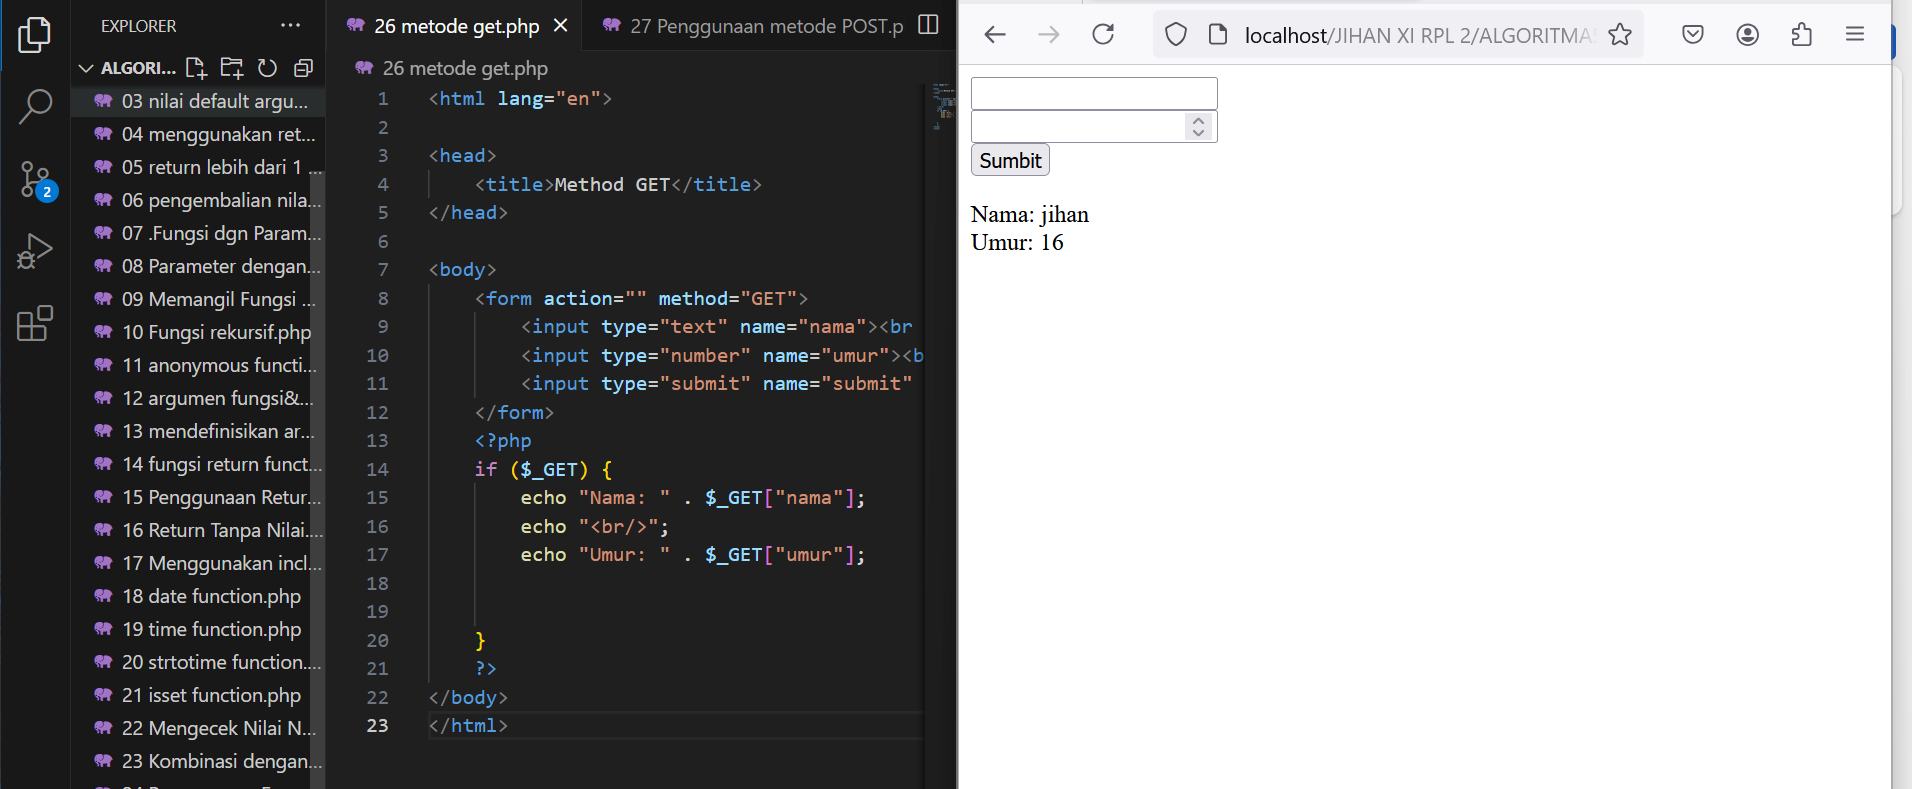 EXPLORER
ALGORI...
03 nilai default argu...
04 menggunakan ret...
05 return lebih dari 1 ...
06 pengembalian nila...
07 .Fungsi dgn Param...
08 Parameter dengan...
09 Memangil Fungsi ...
10 Fungsi rekursif.php
11 anonymous functi...
12 argumen fungsi&...
13 mendefinisikan ar...
14 fungsi return funct...
15 Penggunaan Retur...
16 Return Tanpa Nilai....
17 Menggunakan incl...
18 date function.php
19 time function.php
20 strtotime function....
21 isset function.php
22 Mengecek Nilai N...
23 Kombinasi dengan...
2
26 metode get.php
27 Penggunaan metode POST.p
26 metode get.php
1 <html lang="en">
2
3 <head>
4 <title>Method GET</title>
5 </head>
6
7 <body>
8 <form action="" method="GET">
9 <input type="text" name="nama"><br
10 <input type="number" name="umur"><b
11 <input type="submit" name="submit"
12 </form>
13 <?php
14 if ($_GET) {
15 echo "Nama: " . $_GET["nama"];
16 echo "<br/>";
17 echo "Umur: " . $_GET["umur"];
18
19
20 }
21 ?>
22 </body>
23 </html>
localhost/JIHAN XI RPL 2/ALGORITMA
Sumbit
Nama: jihan
Umur: 16